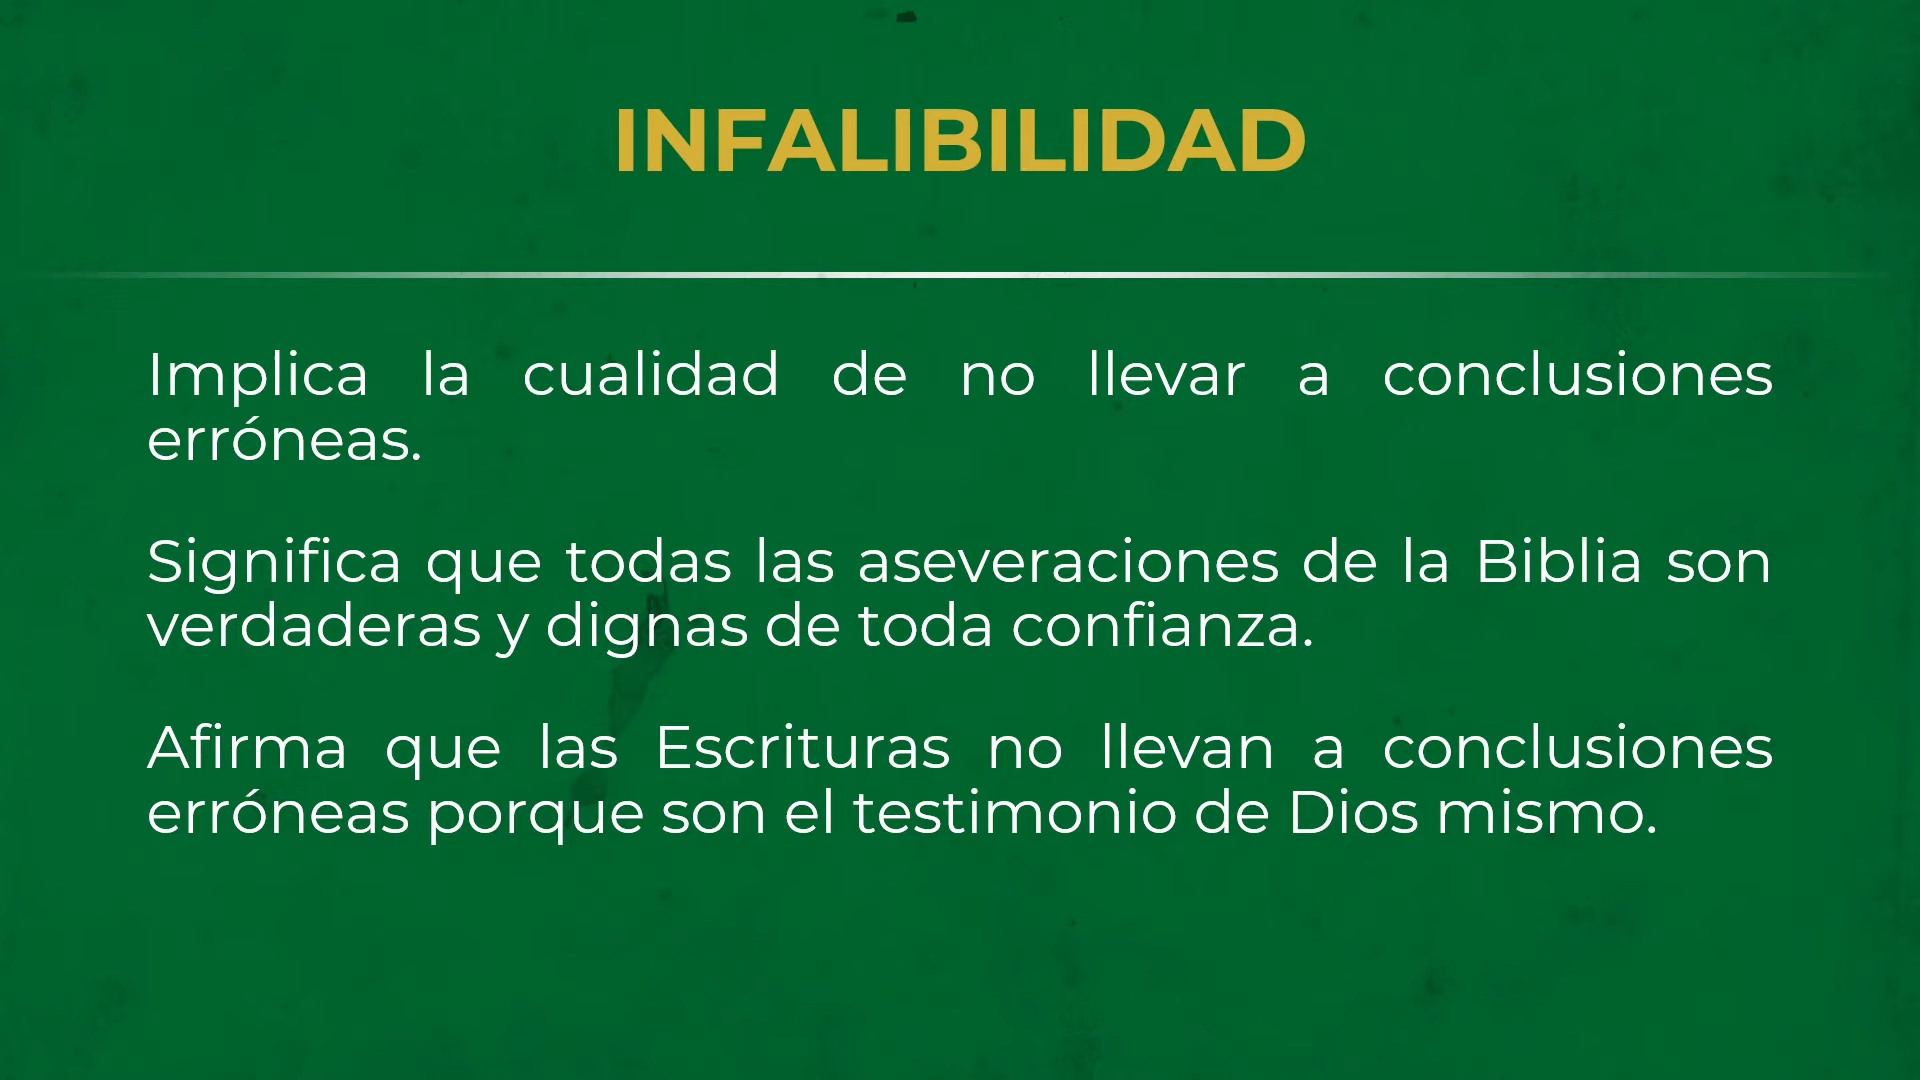 INFALIBILIDAD
Implica la cualidad de no llevar a conclusiones
erróneas.
Significa que todas las aseveraciones de la Biblia son
verdaderas y dignas de toda confianza.
Afirma que las Escrituras no llevan a conclusiones
erróneas porque son el testimonio de Dios mismo.